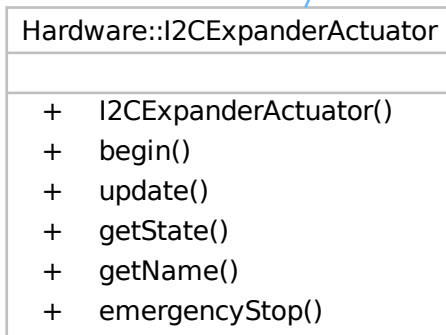 Hardware::I2CExpanderActuator
+ I2CExpanderActuator()
+ begin()
+ update()
+ getState()
+ getName()
+ emergencyStop()